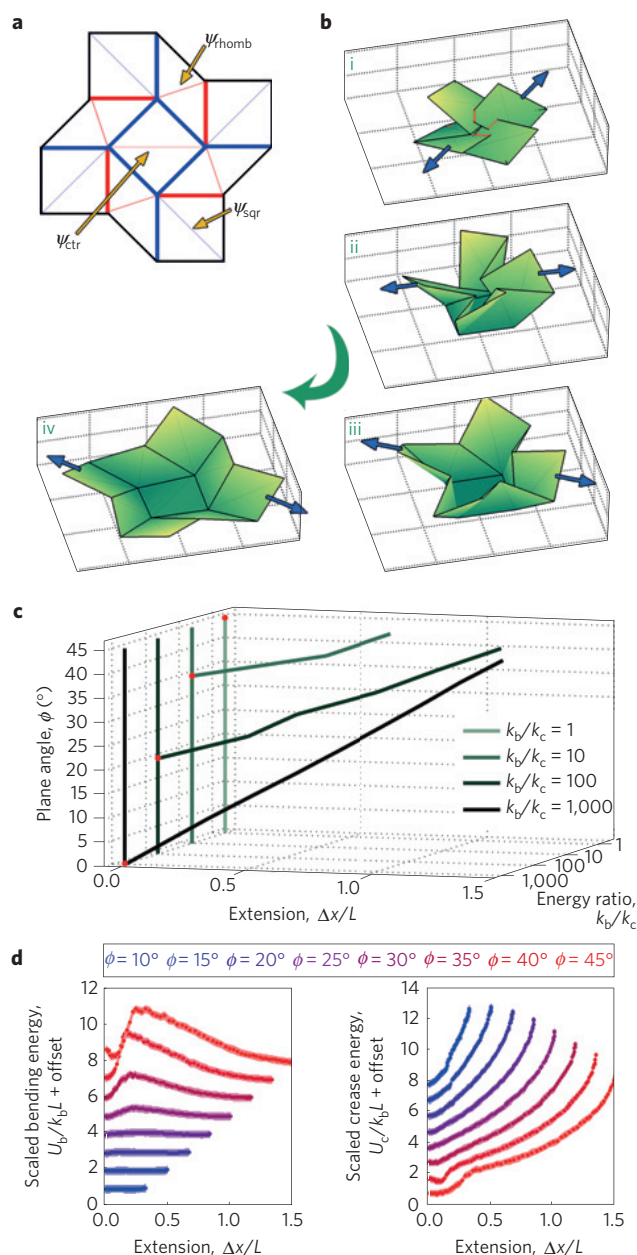 a
ψrhomb
ψsqr
ψctr
b
i
ii
iii
iv
c
Plane angle, ϕ (°)
45
40
35
30
25
20
15
10
5
0
0.0
0.5
1.0
1.5
Extension, Δx/L
kb/kc = 1
kb/kc = 10
kb/kc = 100
kb/kc = 1,000
1
10
100
1,000
Energy ratio,
kb/kc
d
ϕ = 10° ϕ = 15° ϕ = 20° ϕ = 25° ϕ = 30° ϕ = 35° ϕ = 40° ϕ = 45°
Scaled bending energy,
Ub/kbL + offset
12
10
8
6
4
2
0
0.0 0.5 1.0 1.5
Extension, Δx/L
Scaled crease energy,
Uc/kbL + offset
14
12
10
8
6
4
2
0
0.0 0.5 1.0 1.5
Extension, Δx/L